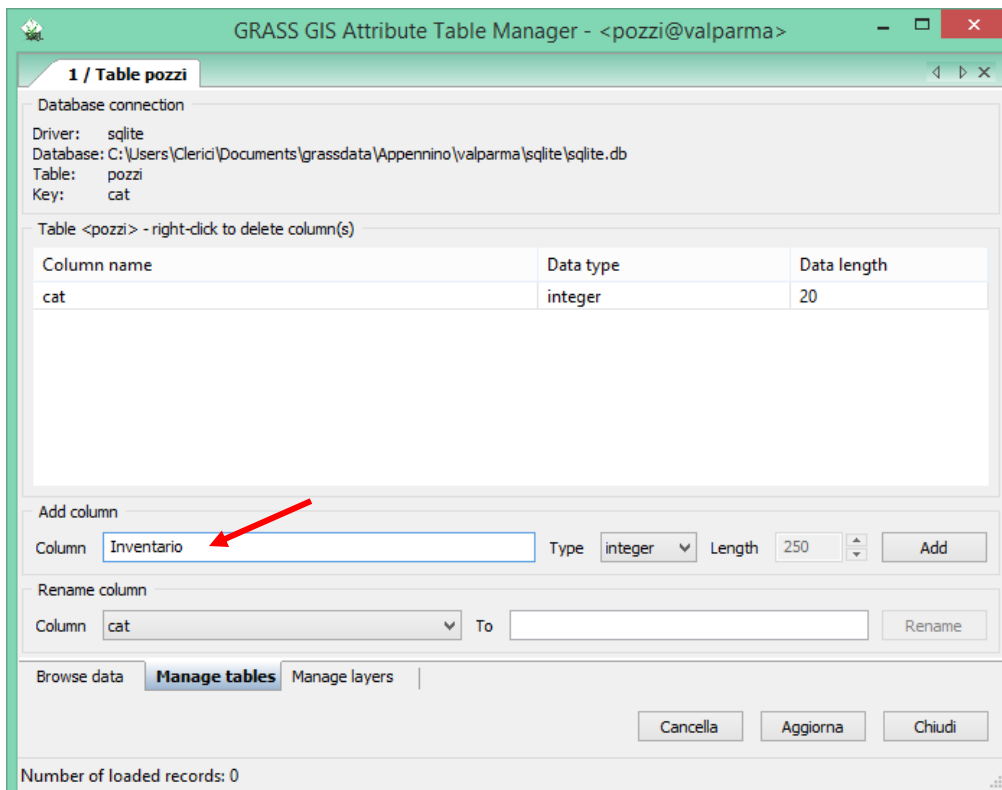 GRASS GIS Attribute Table Manager - <pozzi@valparma>
1 / Table pozzi
Database connection
Driver: sqlite
Database: C:\Users\Clerici\Documents\grassdata\Appennino\valparma\sqlite\sqlite.db
Table: pozzi
Key: cat
Table <pozzi> - right-click to delete column(s)
Column name Data type Data length
cat integer 20
Add column
Column Inventario Type integer Length 250 Add
Rename column
Column cat To Rename
Browse data Manage tables Manage layers
Cancella Aggiorna Chiudi
Number of loaded records: 0